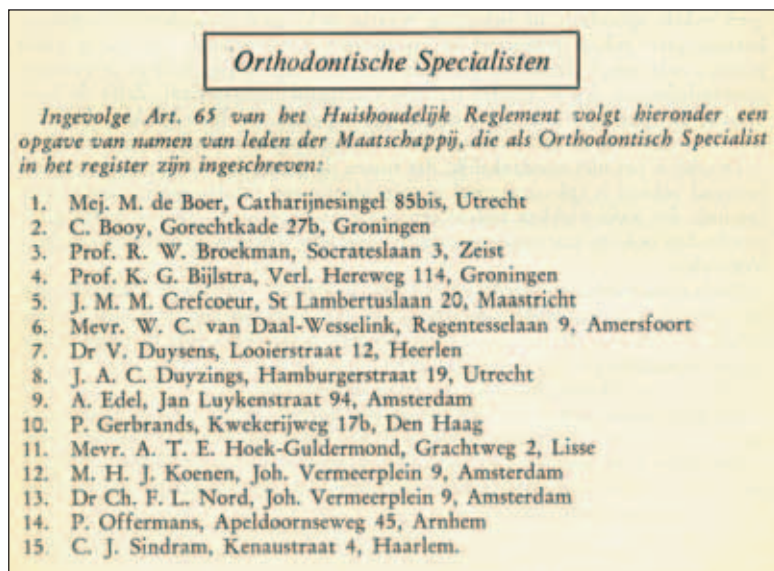 Orthodontische Specialisten
Ingevolge Art. 65 van het Huishoudelijk Reglement volgt hieronder een
opgave van namen van leden der Maatschappij, die als Orthodontisch Specialist
in het register zijn ingeschreven:
1. Mej. M. de Boer, Catharijnesingel 85bis, Utrecht
2. C. Booy, Gorechtkade 27b, Groningen
3. Prof. R. W. Broekman, Socrateslaan 3, Zeist
4. Prof. K. G. Bijlstra, Verl. Hereweg 114, Groningen
5. J. M. M. Crefcoeur, St Lambertuslaan 20, Maastricht
6. Mevr. W. C. van Daal-Wesselink, Regentesselaan 9, Amersfoort
7. Dr V. Duysens, Looierstraat 12, Heerlen
8. J. A. C. Duyzings, Hamburgerstraat 19, Utrecht
9. A. Edel, Jan Luykenstraat 94, Amsterdam
10. P. Gerbrands, Kwekerijweg 17b, Den Haag
11. Mevr. A. T. E. Hoek-Guldermond, Grachtweg 2, Lisse
12. M. H. J. Koenen, Joh. Vermeerplein 9, Amsterdam
13. Dr Ch. F. L. Nord, Joh. Vermeerplein 9, Amsterdam
14. P. Offermans, Apeldoornseweg 45, Arnhem
15. C. J. Sindram, Kenaustraat 4, Haarlem.